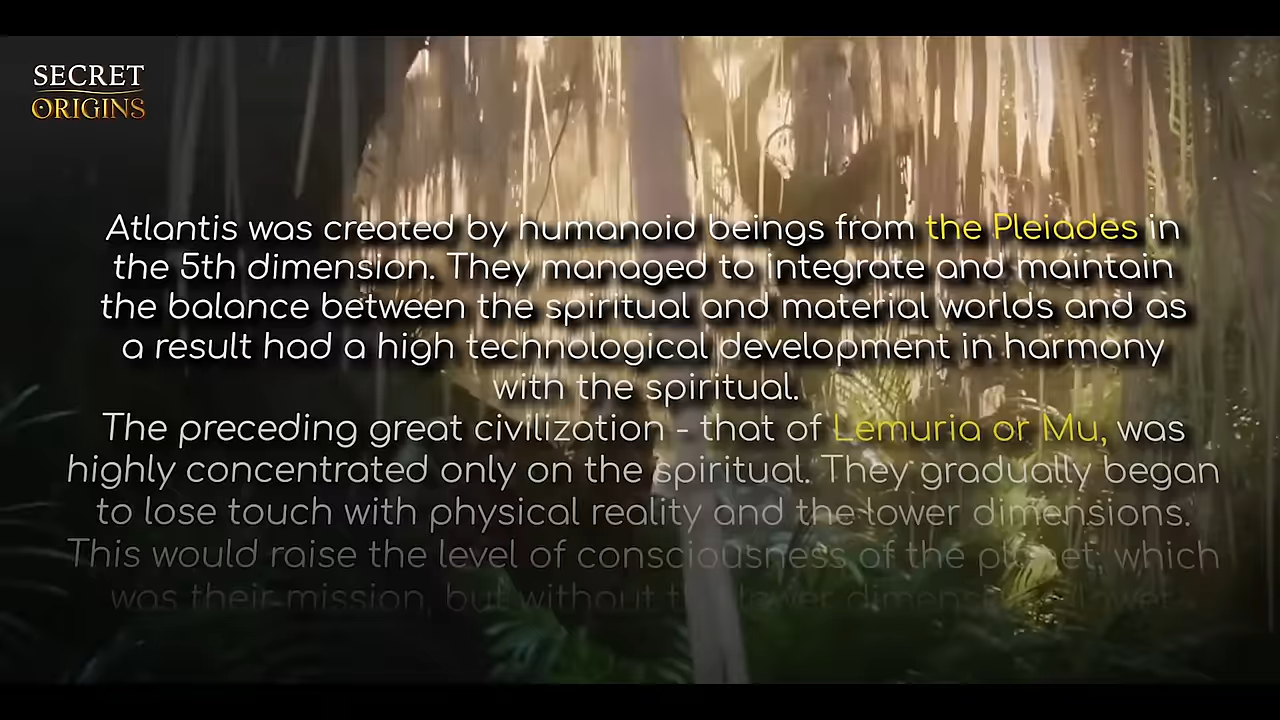 SECRET
ORIGINS
Atlantis was created by humanoid beings from the Pleiades in
the 5th dimension. They managed to integrate and maintain
the balance between the spiritual and material worlds and as
a result had a high technological development in harmony
with the spiritual.
The preceding great civilization - that of Lemuria or Mu, was
highly concentrated only on the spiritual. They gradually began
to lose touch with physical reality and the lower dimensions.
This would raise the level of consciousness of the planet, which
was their mission, but without